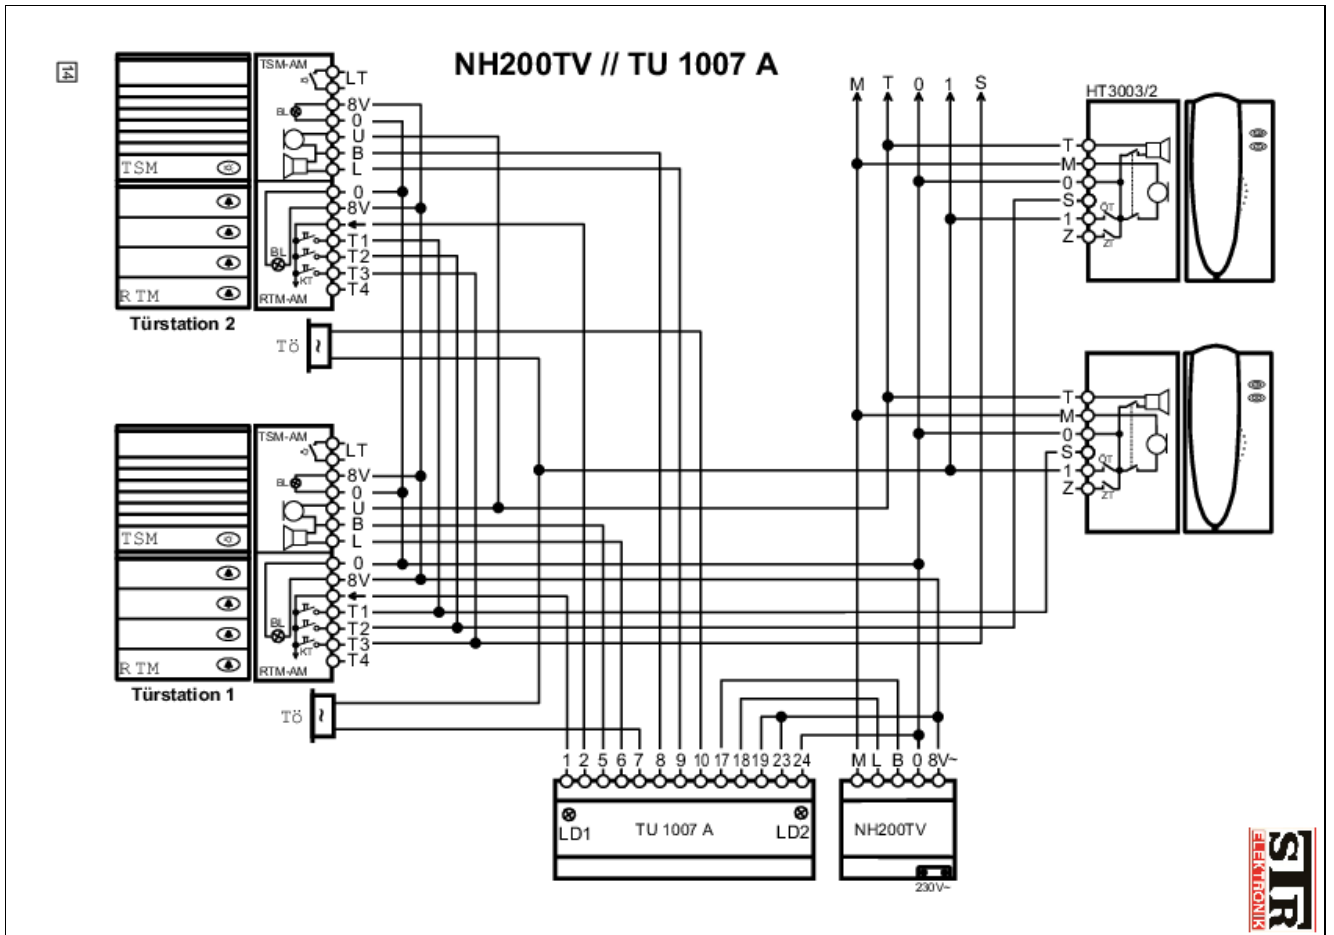 NH200TV // TU 1007 A
14
TSM-AM
LT
8V
BL
0
U
B
L
TSM
0
8V
T1
T2
BL
T3
KT
T4
RTM
RTM-AM
Türstation 2
Tö
TSM-AM
LT
8V
BL
0
U
B
L
TSM
0
8V
T1
T2
BL
T3
KT
T4
RTM
RTM-AM
Türstation 1
Tö
M T 0 1 S
HT3003/2
T
M
0
S
ÖT
1
Z
ZT
T
M
0
S
ÖT
1
Z
ZT
1 2 5 6 7 8 9 10 17 18 19 23 24
M L B 0 8V~
LD1
TU 1007 A
LD2
NH200TV
230V~
STR
ELEKTRONIK